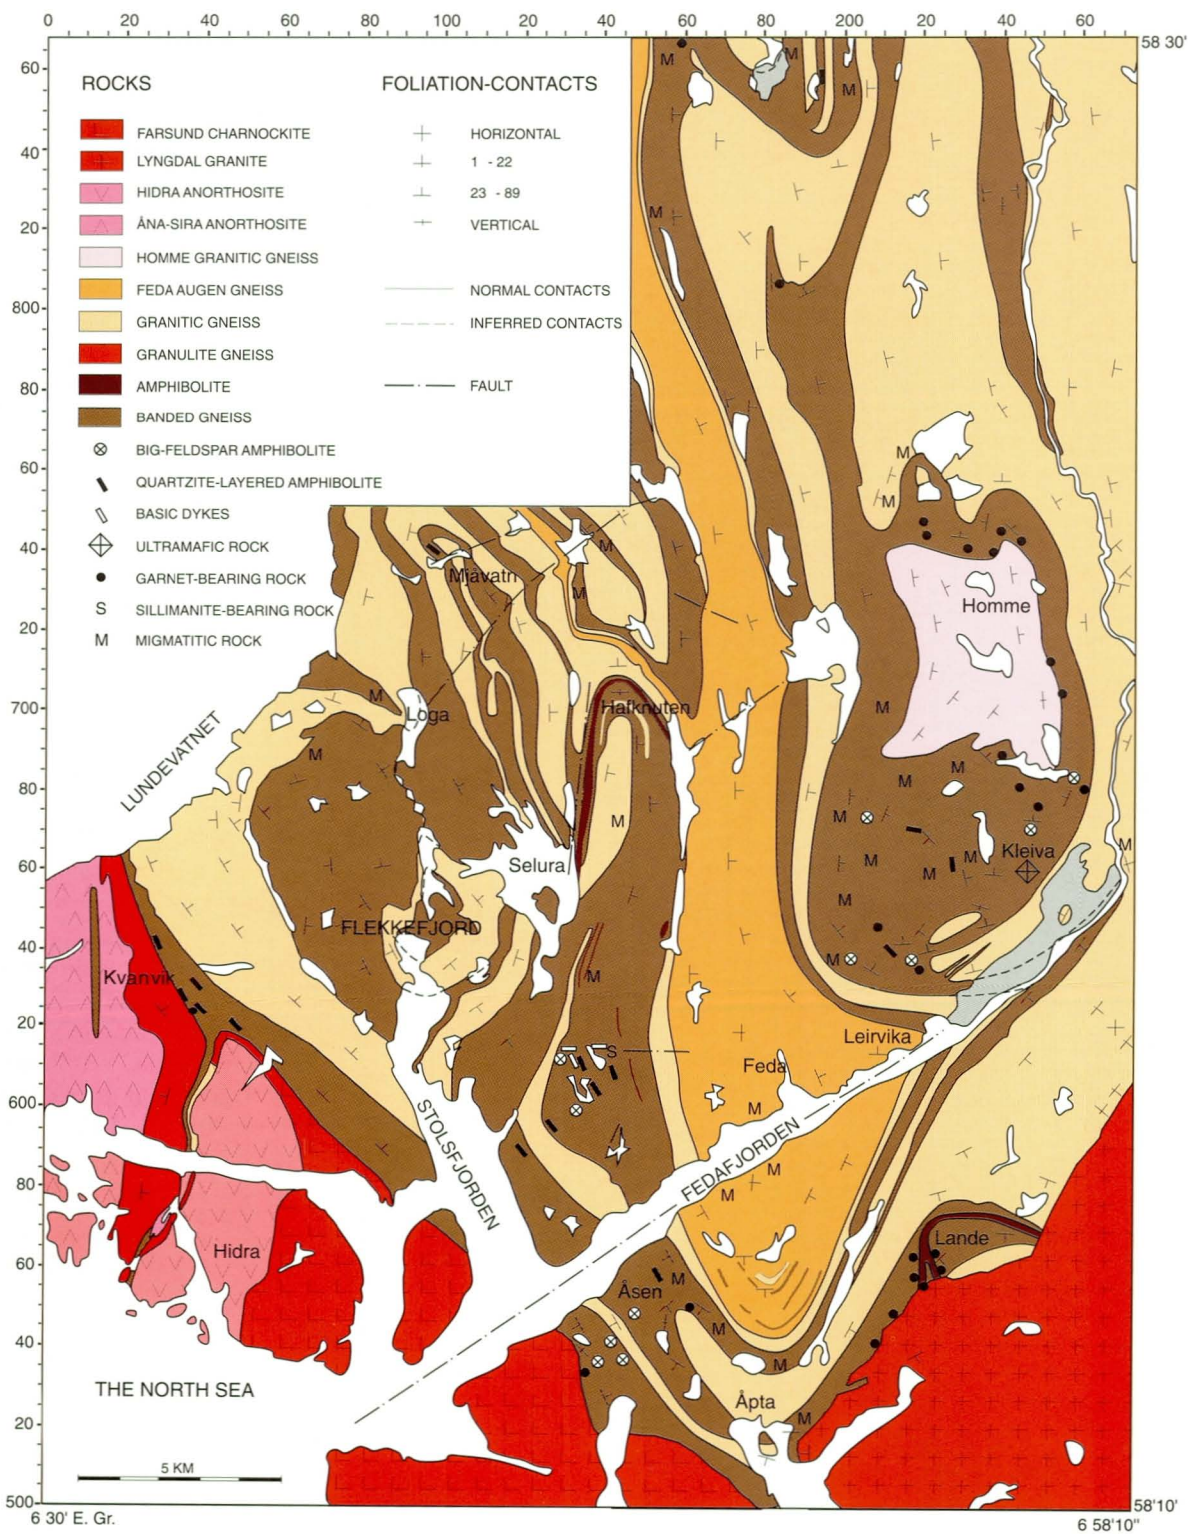 0 20 40 60 80 100 20 40 60 80 200 20 40 60
58 30'
60
40
20
800
80
60
40
20
700
80
60
40
20
600
80
60
40
20
500
ROCKS
FARSUND CHARNOCKITE
LYNGDAL GRANITE
HIDRA ANORTHOSITE
ÅNA-SIRA ANORTHOSITE
HOMME GRANITIC GNEISS
FEDA AUGEN GNEISS
GRANITIC GNEISS
GRANULITE GNEISS
AMPHIBOLITE
BANDED GNEISS
BIG-FELDSPAR AMPHIBOLITE
QUARTZITE-LAYERED AMPHIBOLITE
BASIC DYKES
ULTRAMAFIC ROCK
GARNET-BEARING ROCK
S SILLIMANITE-BEARING ROCK
M MIGMATITIC ROCK
FOLIATION-CONTACTS
HORIZONTAL
1 - 22
23 - 89
VERTICAL
NORMAL CONTACTS
INFERRED CONTACTS
FAULT
M
M
M
M
M
M
M
Mjåvatn
M
Homme
M
M
Loga
Hafknuten
M
LUNDEVATNET
M
M
M
M
M
M
Selura
M
M
M
Kleiva
M
M
FLEKKEFJORD
M
Kvanvik
M
Leirvika
S
Feda
M
STOLSFJORDEN
FEDAFJORDEN
M
M
Hidra
Lande
Åsen
M
M
M
THE NORTH SEA
Åpta
M
5 KM
6 30' E. Gr.
58'10'
6 58'10"